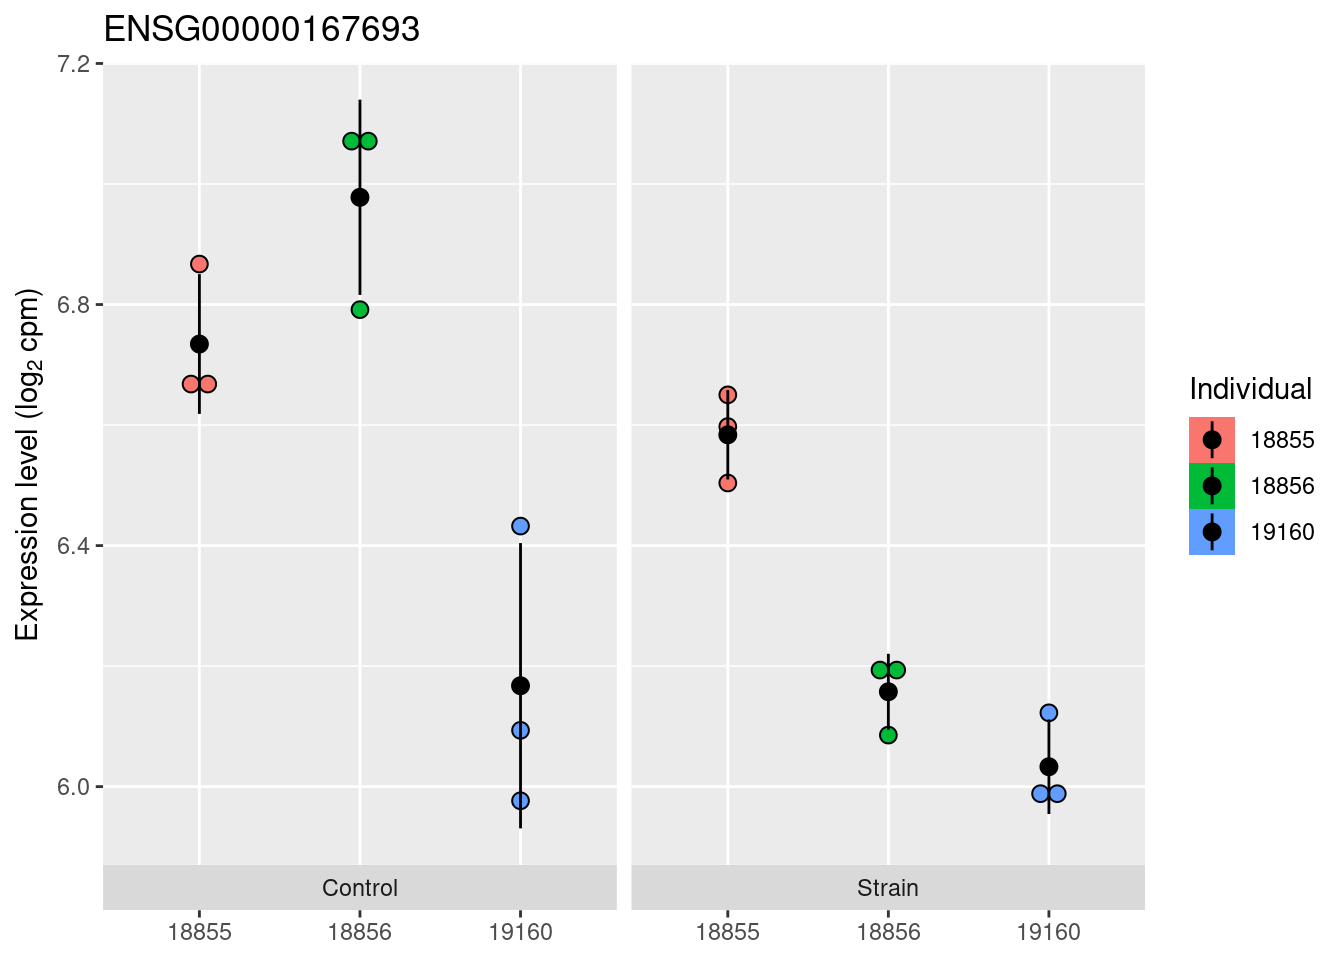 ENSG00000167693
Expression level (log2 cpm)
7.2
6.8
6.4
6.0
Control
Strain
18855
18856
19160
18855
18856
19160
Individual
18855
18856
19160